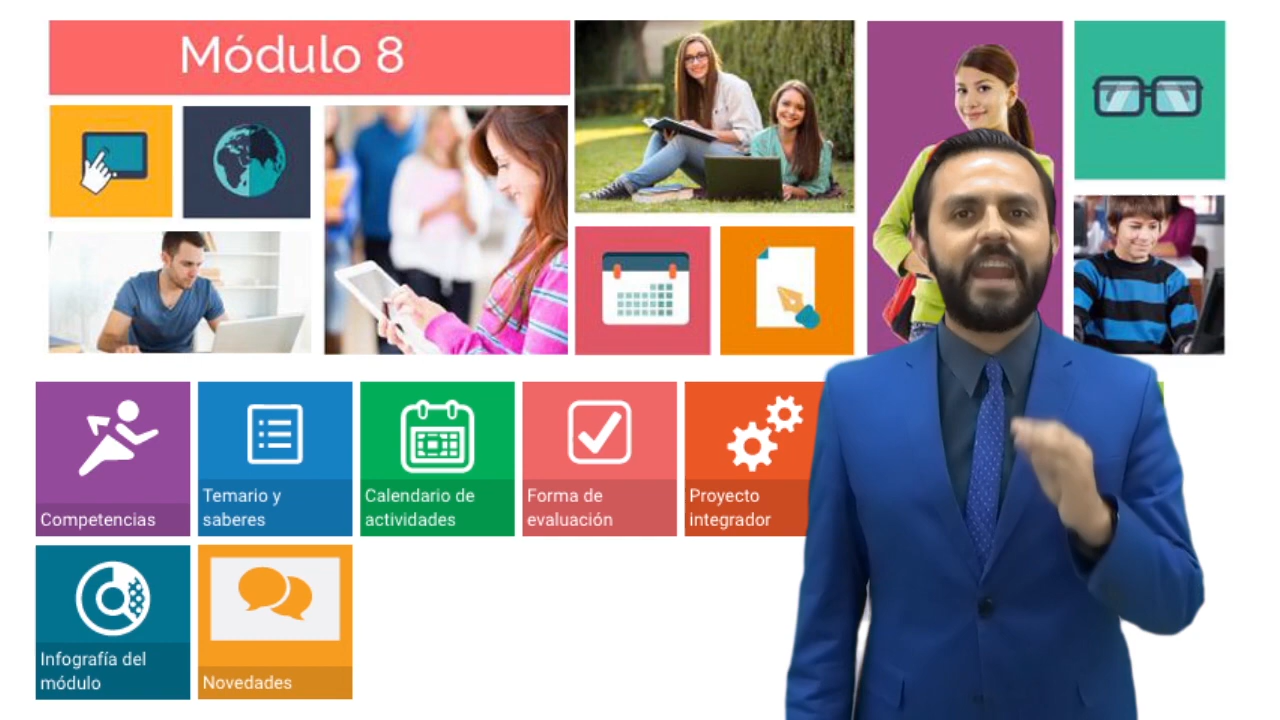 Módulo 8
Competencias
Temario y
saberes
Calendario de
actividades
Forma de
evaluación
Proyecto
integrador
Infografía del
módulo
Novedades